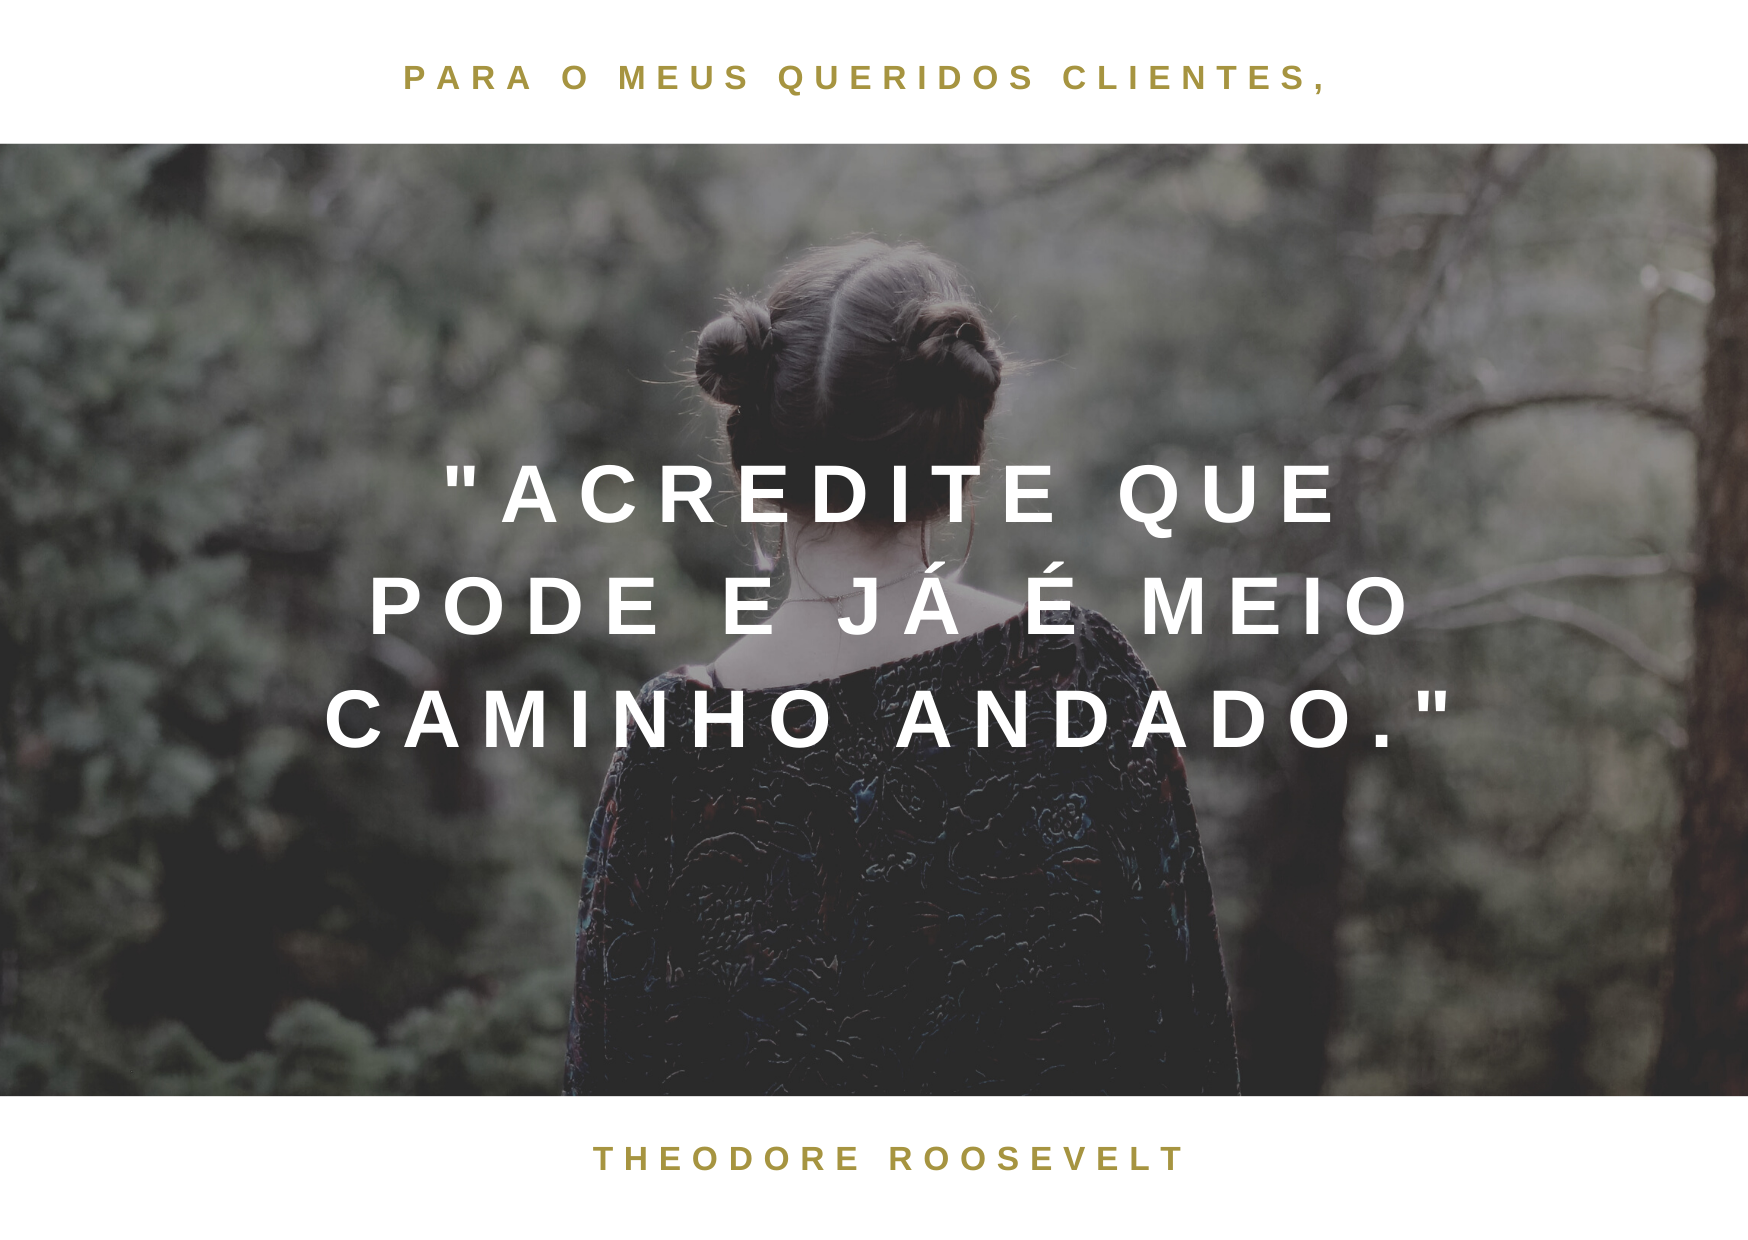 PARA O MEUS QUERIDOS CLIENTES,
"ACREDITE QUE
PODE E JÁ É MEIO
CAMINHO ANDADO."
THEODORE ROOSEVELT